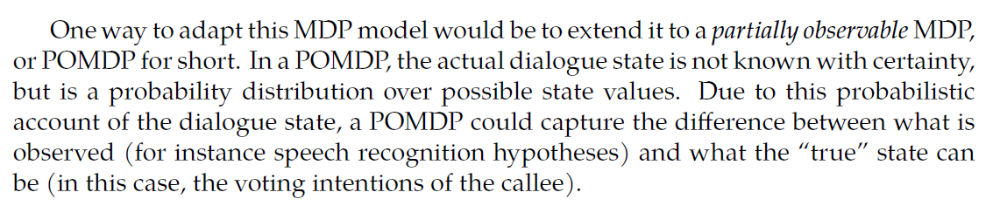 One way to adapt this MDP model would be to extend it to a partially observable MDP,
or POMDP for short. In a POMDP, the actual dialogue state is not known with certainty,
but is a probability distribution over possible state values. Due to this probabilistic
account of the dialogue state, a POMDP could capture the difference between what is
observed (for instance speech recognition hypotheses) and what the “true” state can
be (in this case, the voting intentions of the callee).